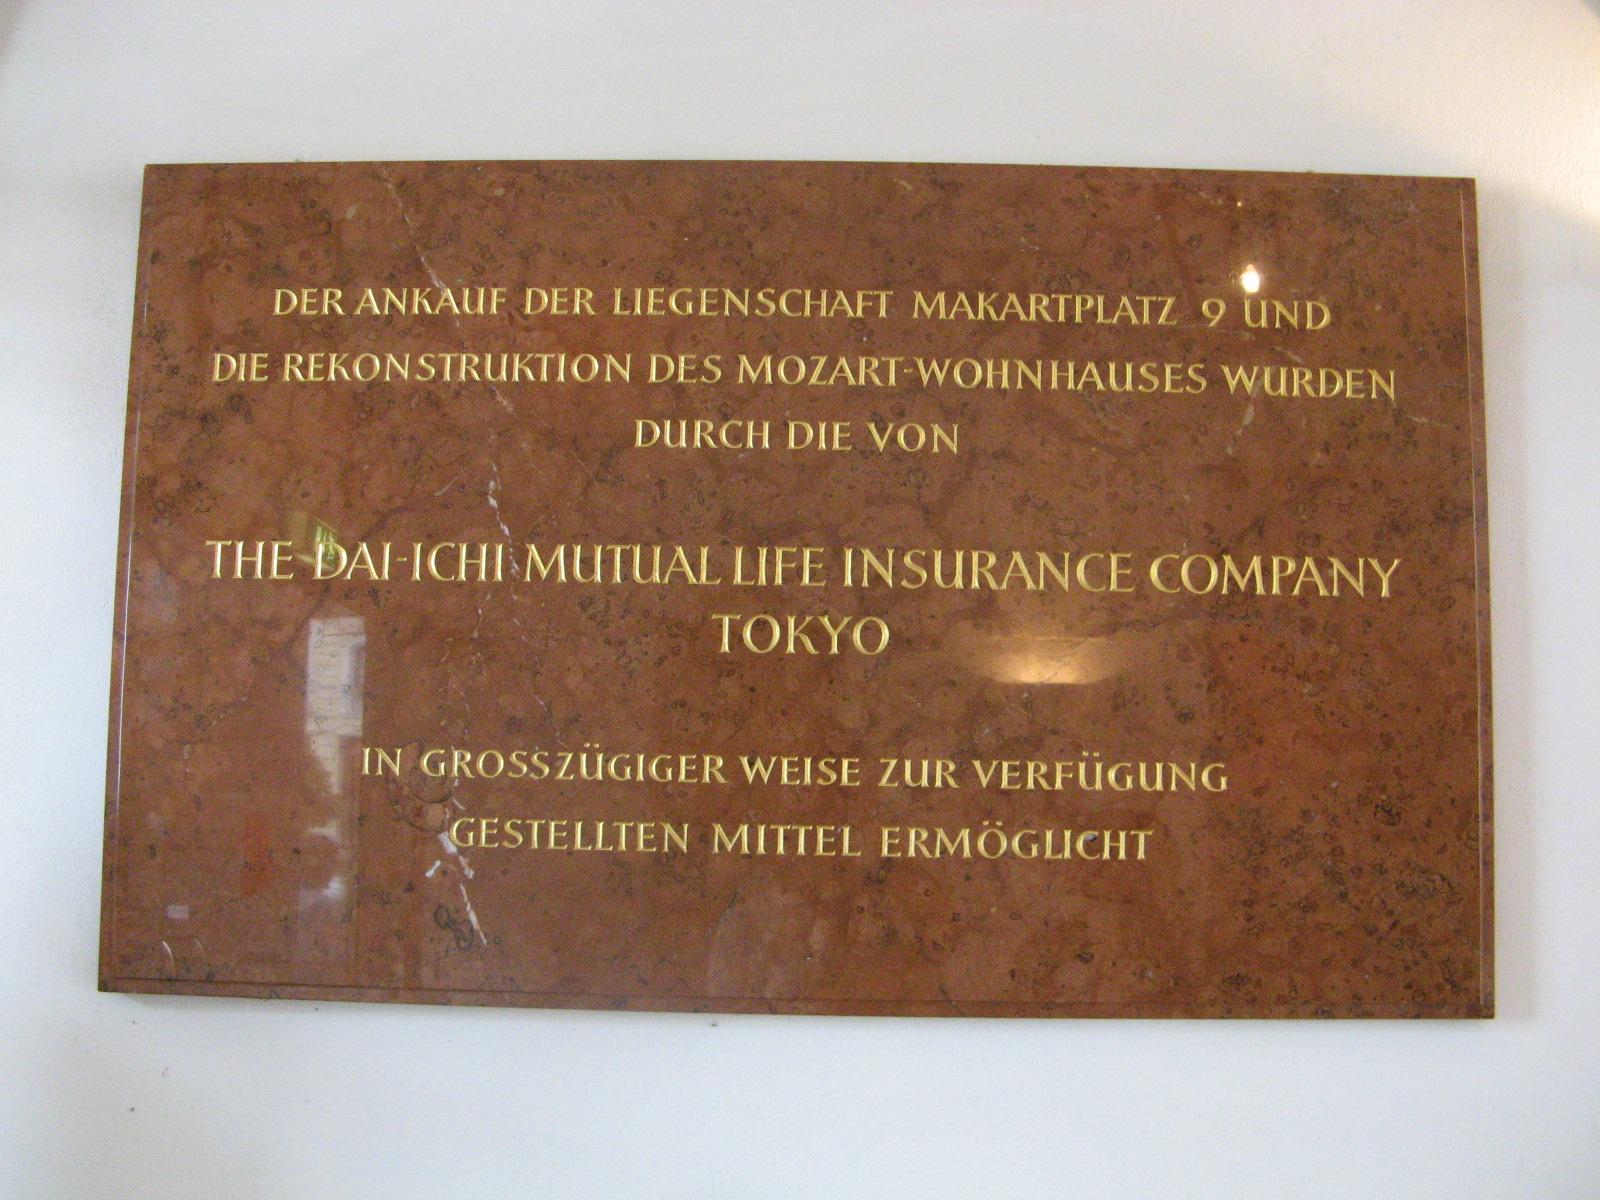 DER ANKAUF DER LIEGENSCHAFT MAKARTPLATZ 9 UND
DIE REKONSTRUKTION DES MOZART-WOHNHAUSES WURDEN
DURCH DIE VON
THE DAI-ICHI MUTUAL LIFE INSURANCE COMPANY
TOKYO
IN GROSSZÜGIGER WEISE ZUR VERFÜGUNG
GESTELLTEN MITTEL ERMÖGLICHT